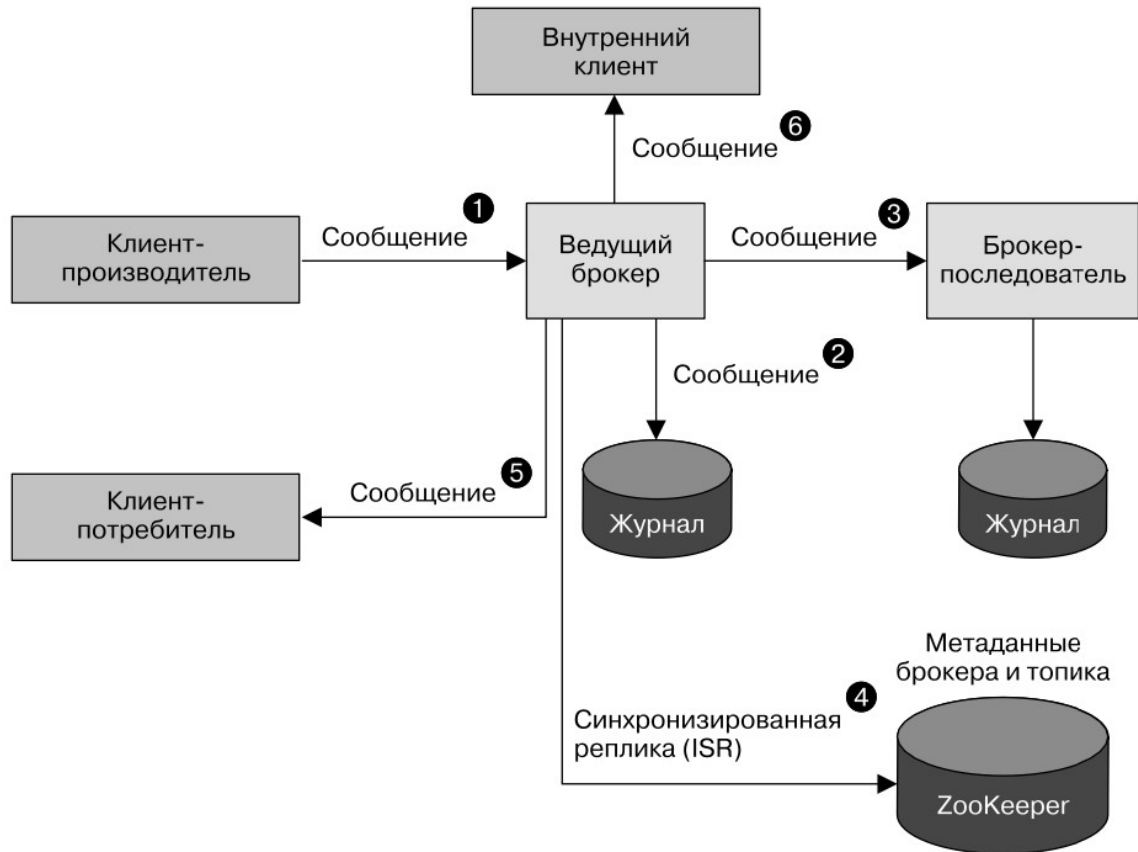 Внутренний
клиент
Сообщение 6
Клиент-
производитель
Сообщение 1
Ведущий
брокер
Сообщение 3
Брокер-
последователь
Сообщение 2
Клиент-
потребитель
Сообщение 5
Журнал
Журнал
Метаданные
брокера и топика
Синхронизированная 4
реплика (ISR)
ZooKeeper